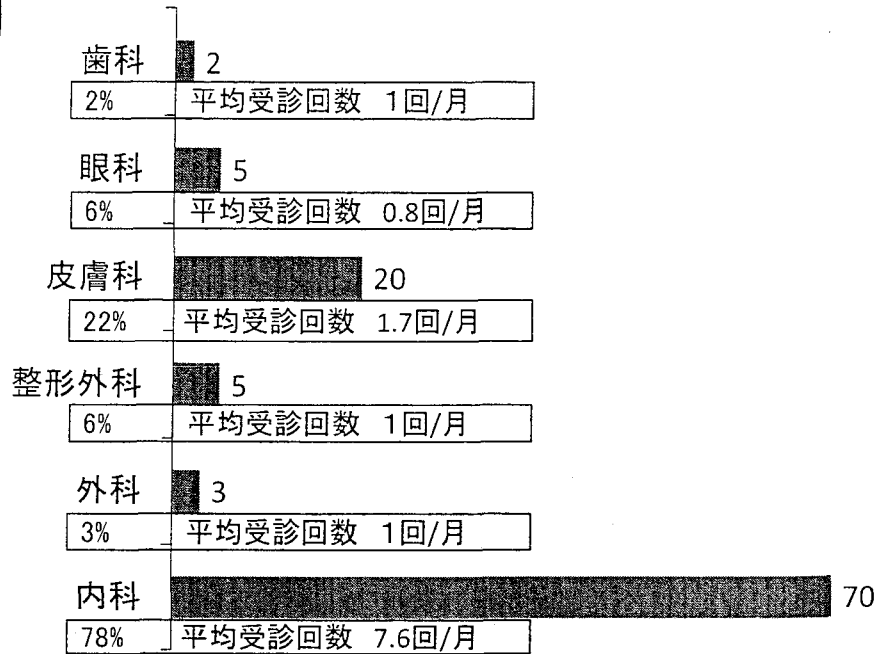 歯科 2
2% 平均受診回数 1回/月
眼科 5
6% 平均受診回数 0.8回/月
皮膚科 20
22% 平均受診回数 1.7回/月
整形外科 5
6% 平均受診回数 1回/月
外科 3
3% 平均受診回数 1回/月
内科 70
78% 平均受診回数 7.6回/月